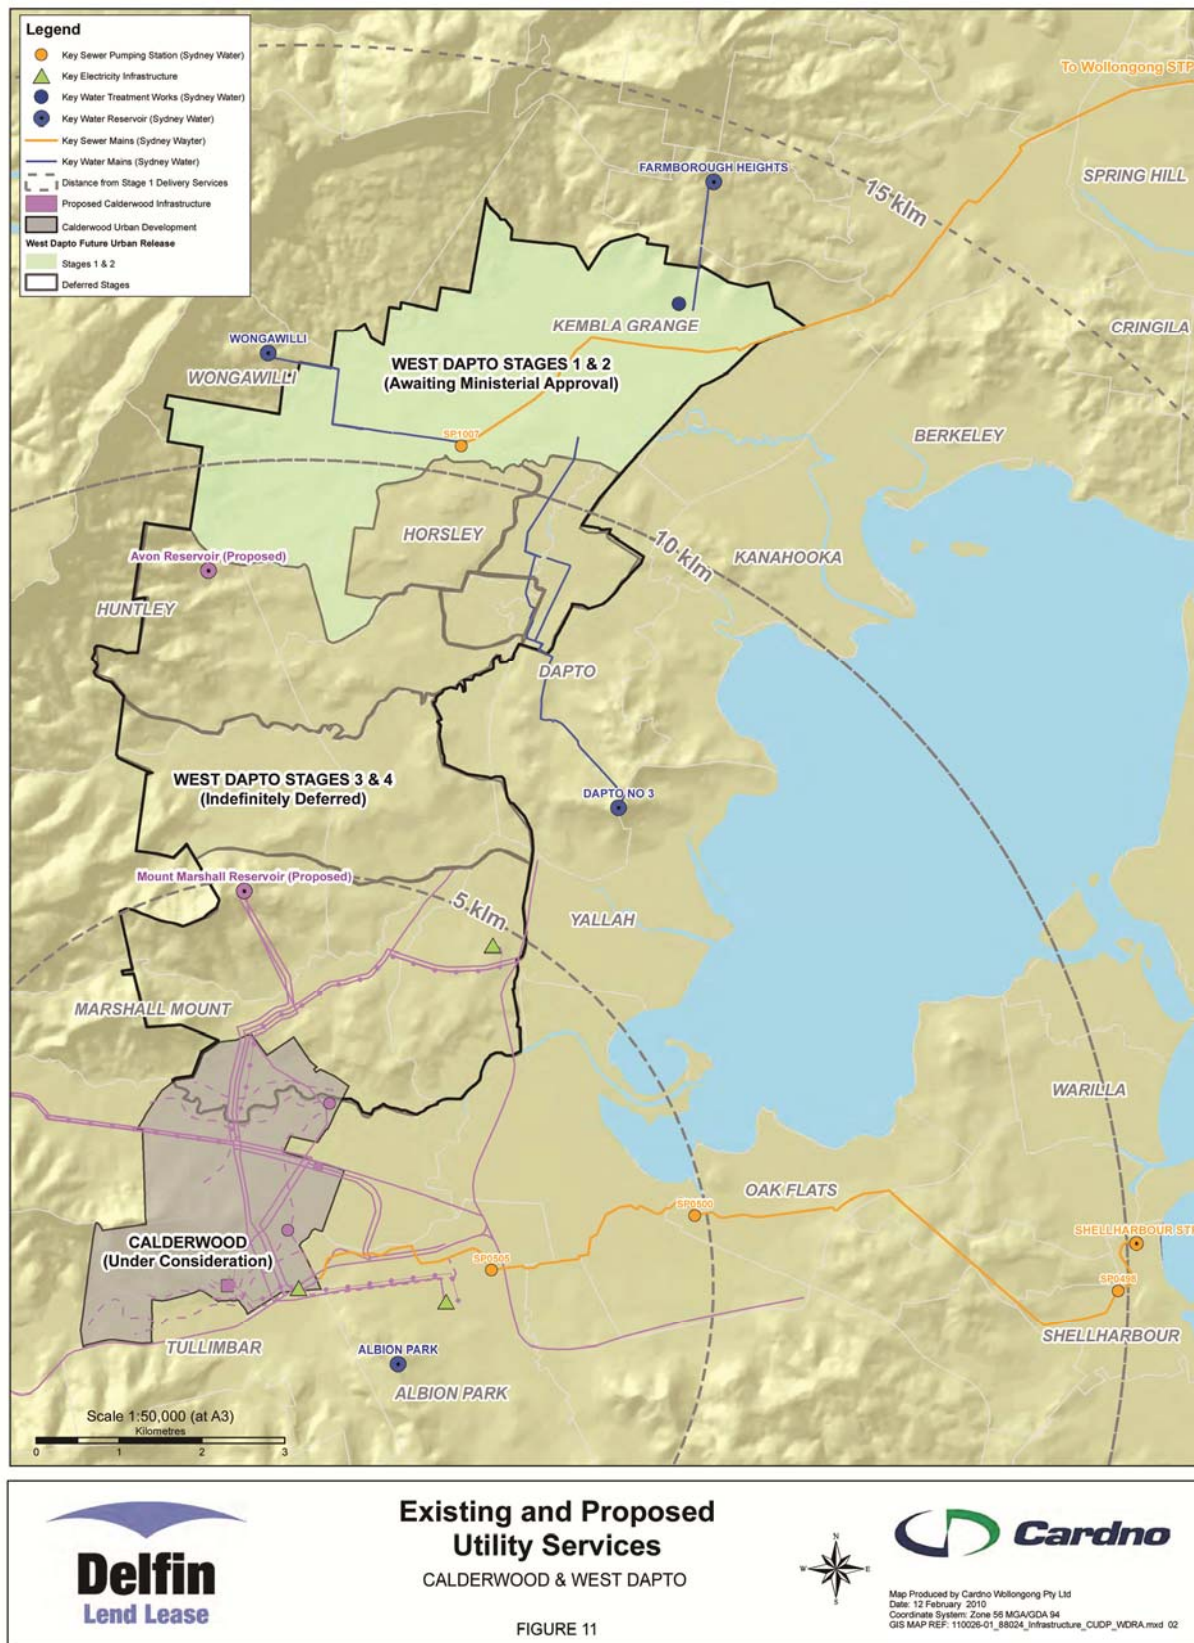 Legend
Key Sewer Pumping Station (Sydney Water)
Key Electricity Infrastructure
Key Water Treatment Works (Sydney Water)
Key Water Reservoir (Sydney Water)
Key Sewer Mains (Sydney Wayter)
Key Water Mains (Sydney Water)
Distance from Stage 1 Delivery Services
Proposed Calderwood Infrastructure
Calderwood Urban Development
West Dapto Future Urban Release
Stages 1 & 2
Deferred Stages
To Wollongong STP
FARMBOROUGH HEIGHTS
SPRING HILL
15 klm
KEMBLA GRANGE
CRINGILA
WONGAWILLI
WONGAWILLI
WEST DAPTO STAGES 1 & 2
(Awaiting Ministerial Approval)
SP1007
BERKELEY
HORSLEY
10 klm
KANAHOOKA
Avon Reservoir (Proposed)
HUNTLEY
DAPTO
WEST DAPTO STAGES 3 & 4
(Indefinitely Deferred)
DAPTO NO 3
Mount Marshall Reservoir (Proposed)
5 klm
YALLAH
MARSHALL MOUNT
WARILLA
OAK FLATS
SP0500
CALDERWOOD
(Under Consideration)
SP0505
SHELLHARBOUR STP
SP0498
SHELLHARBOUR
TULLIMBAR
ALBION PARK
ALBION PARK
Scale 1:50,000 (at A3)
Kilometres
0 1 2 3
Delfin
Lend Lease
Existing and Proposed
Utility Services
CALDERWOOD & WEST DAPTO
FIGURE 11
N
W E
S
Cardno
Map Produced by Cardno Wollongong Pty Ltd
Date: 12 February 2010
Coordinate System: Zone 56 MGA/GDA 94
GIS MAP REF: 110026-01_88024_Infrastructure_CUDP_WDRA.mxd 02